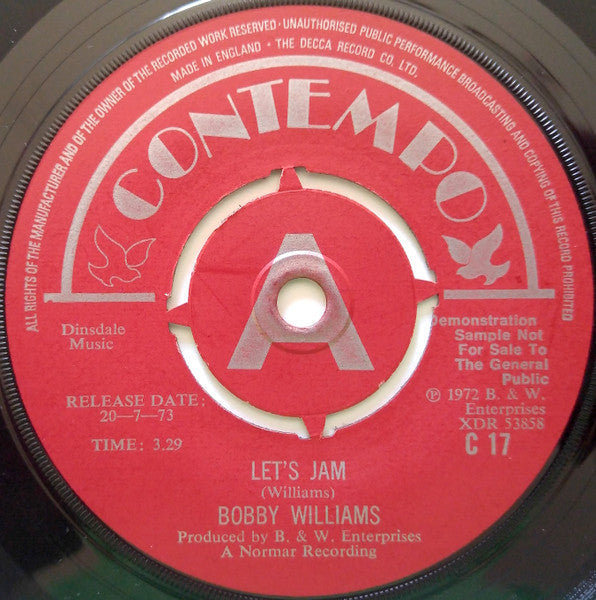 ALL RIGHTS OF THE MANUFACTURER AND OF THE OWNER OF THE RECORDED WORK RESERVED · UNAUTHORISED PUBLIC PERFORMANCE BROADCASTING AND COPYING OF THIS RECORD PROHIBITED
MADE IN ENGLAND · THE DECCA RECORD CO. LTD.
CONTEMPO
A
Dinsdale
Music
RELEASE DATE:
20—7—73
TIME: 3.29
Demonstration
Sample Not
For Sale To
The General
Public
℗ 1972 B. & W.
Enterprises
XDR 53858
C 17
LET'S JAM
(Williams)
BOBBY WILLIAMS
Produced by B. & W. Enterprises
A Normar Recording